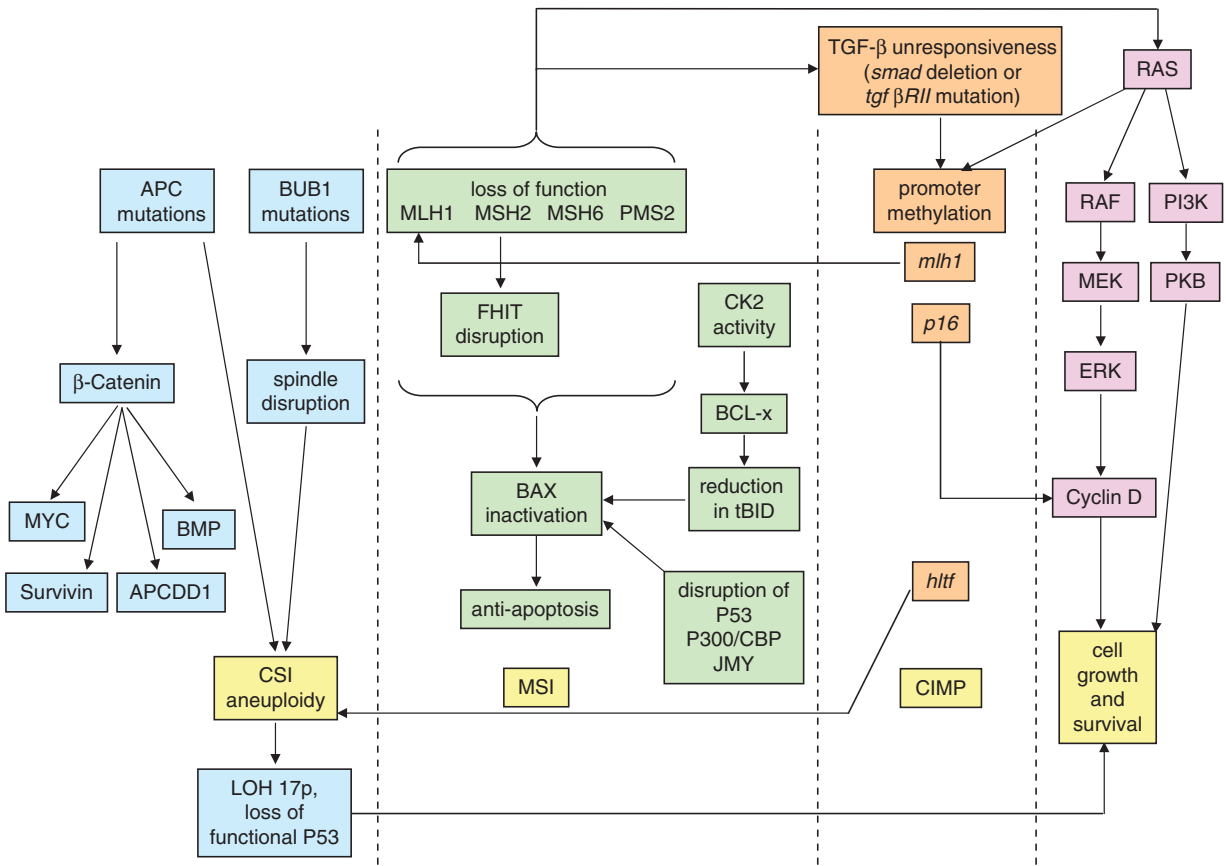 TGF-β unresponsiveness
(smad deletion or
tgf βRII mutation)
RAS
APC
mutations
BUB1
mutations
loss of function
MLH1 MSH2 MSH6 PMS2
promoter
methylation
RAF
PI3K
mlh1
MEK
PKB
FHIT
disruption
CK2
activity
p16
β-Catenin
spindle
disruption
ERK
BCL-x
MYC
BMP
BAX
inactivation
reduction
in tBID
Cyclin D
Survivin
APCDD1
anti-apoptosis
disruption of
P53
P300/CBP
JMY
hltf
CSI
aneuploidy
MSI
CIMP
cell
growth
and
survival
LOH 17p,
loss of
functional P53